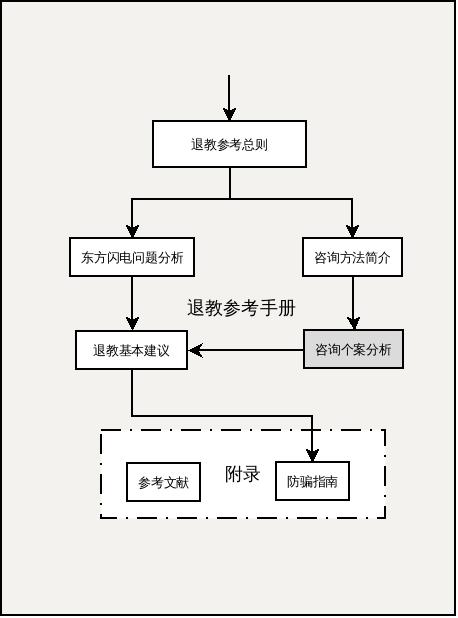 退教参考总则
东方闪电问题分析
咨询方法简介
退教参考手册
退教基本建议
咨询个案分析
附录
参考文献
防骗指南